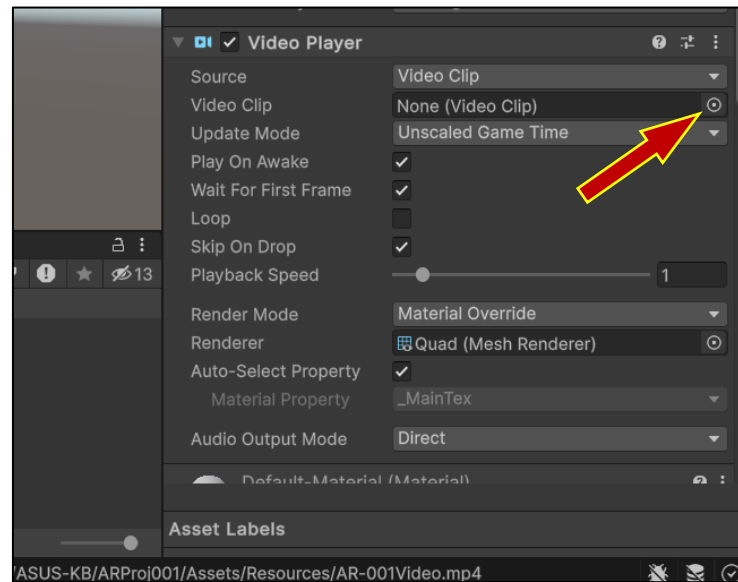 Video Player
Source Video Clip
Video Clip None (Video Clip)
Update Mode Unscaled Game Time
Play On Awake
Wait For First Frame
Loop
Skip On Drop
13
Playback Speed 1
Render Mode Material Override
Renderer Quad (Mesh Renderer)
Auto-Select Property
Material Property _MainTex
Audio Output Mode Direct
Default-Material (Material)
Asset Labels
/ASUS-KB/ARProj001/Assets/Resources/AR-001Video.mp4